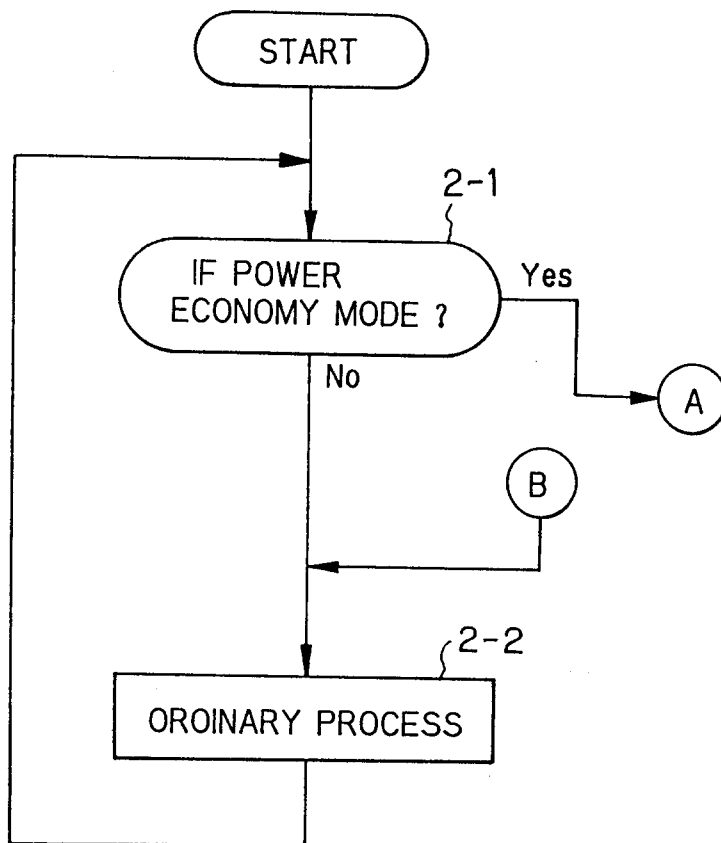 START
2-1
IF POWER
ECONOMY MODE ?
Yes
No
A
B
2-2
OROINARY PROCESS